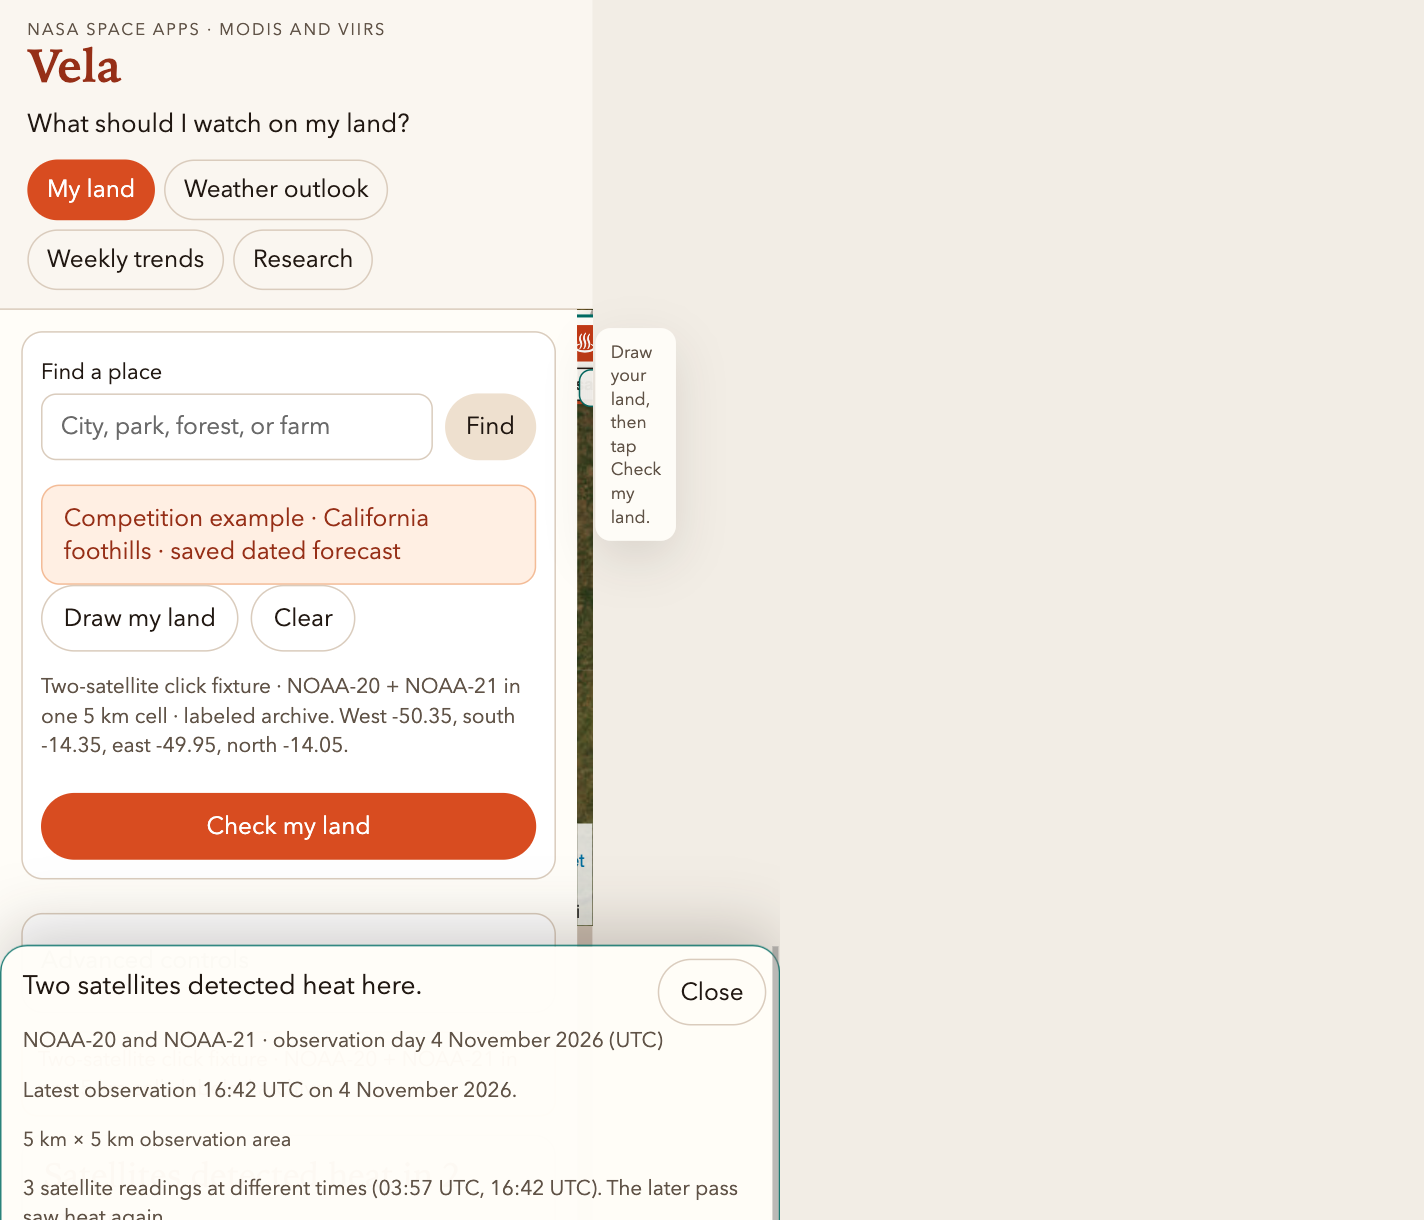 NASA SPACE APPS · MODIS AND VIIRS
Vela
What should I watch on my land?
My land
Weather outlook
Weekly trends
Research
Find a place
City, park, forest, or farm
Find
Competition example · California
foothills · saved dated forecast
Draw my land
Clear
Two-satellite click fixture · NOAA-20 + NOAA-21 in
one 5 km cell · labeled archive. West -50.35, south
-14.35, east -49.95, north -14.05.
Check my land
Draw
your
land,
then
tap
Check
my
land.
et
i
Advanced controls
Two satellites detected heat here.
Close
NOAA-20 and NOAA-21 · observation day 4 November 2026 (UTC)
Latest observation 16:42 UTC on 4 November 2026.
5 km × 5 km observation area
3 satellite readings at different times (03:57 UTC, 16:42 UTC). The later pass
saw heat again.